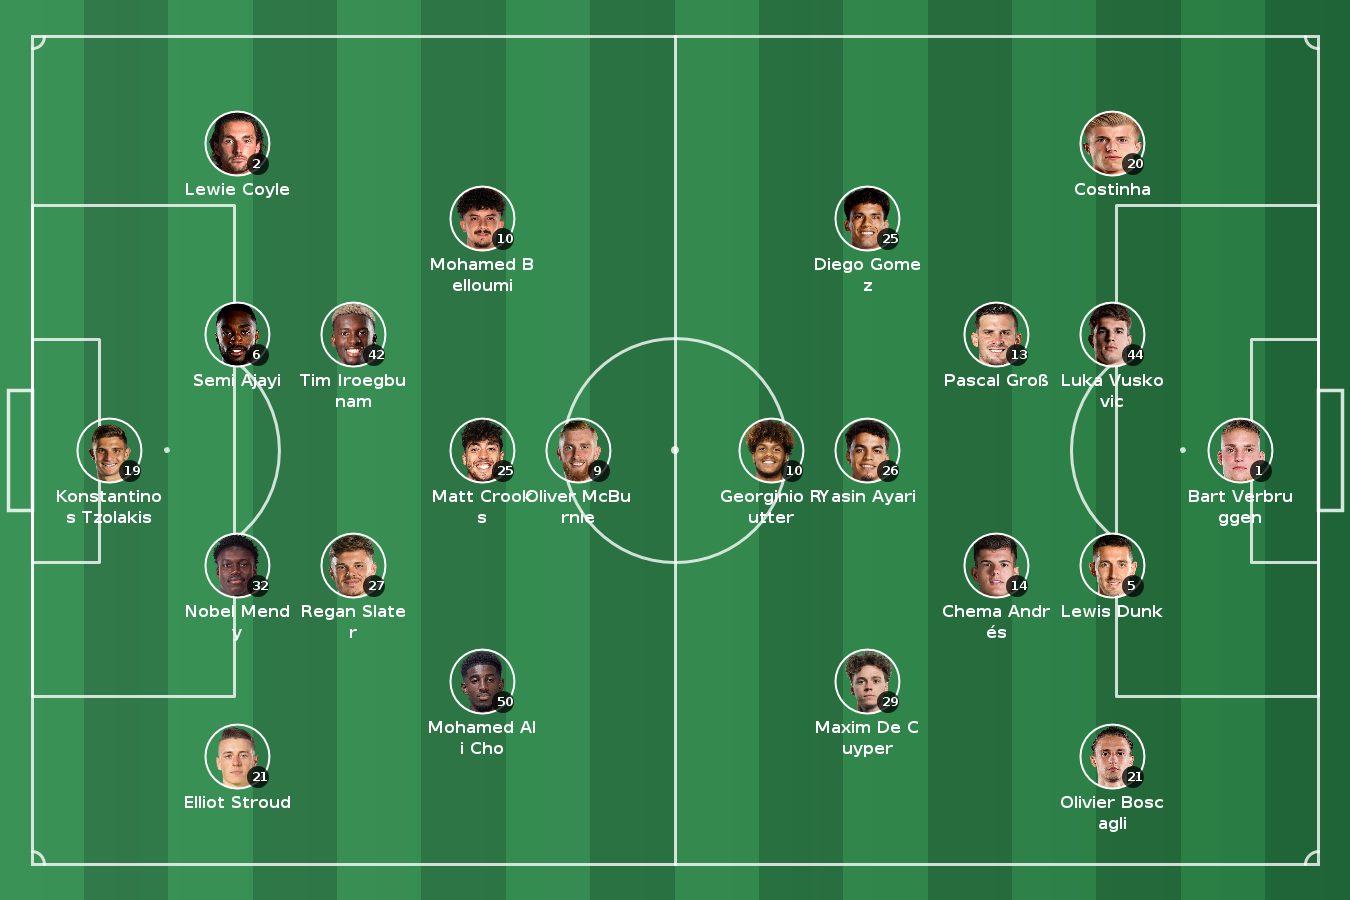 2
Lewie Coyle
20
Costinha
10
Mohamed B
elloumi
25
Diego Gome
z
6
Semi Ajayi
42
Tim Iroegbu
nam
13
Pascal Groß
44
Luka Vusko
vic
19
Konstantino
s Tzolakis
25
Matt Crook
s
9
Oliver McBu
rnie
10
Georginio R
utter
26
Yasin Ayari
1
Bart Verbru
ggen
32
Nobel Mend
y
27
Regan Slate
r
14
Chema Andr
és
5
Lewis Dunk
50
Mohamed Al
i Cho
29
Maxim De C
uyper
21
Elliot Stroud
21
Olivier Bosc
agli